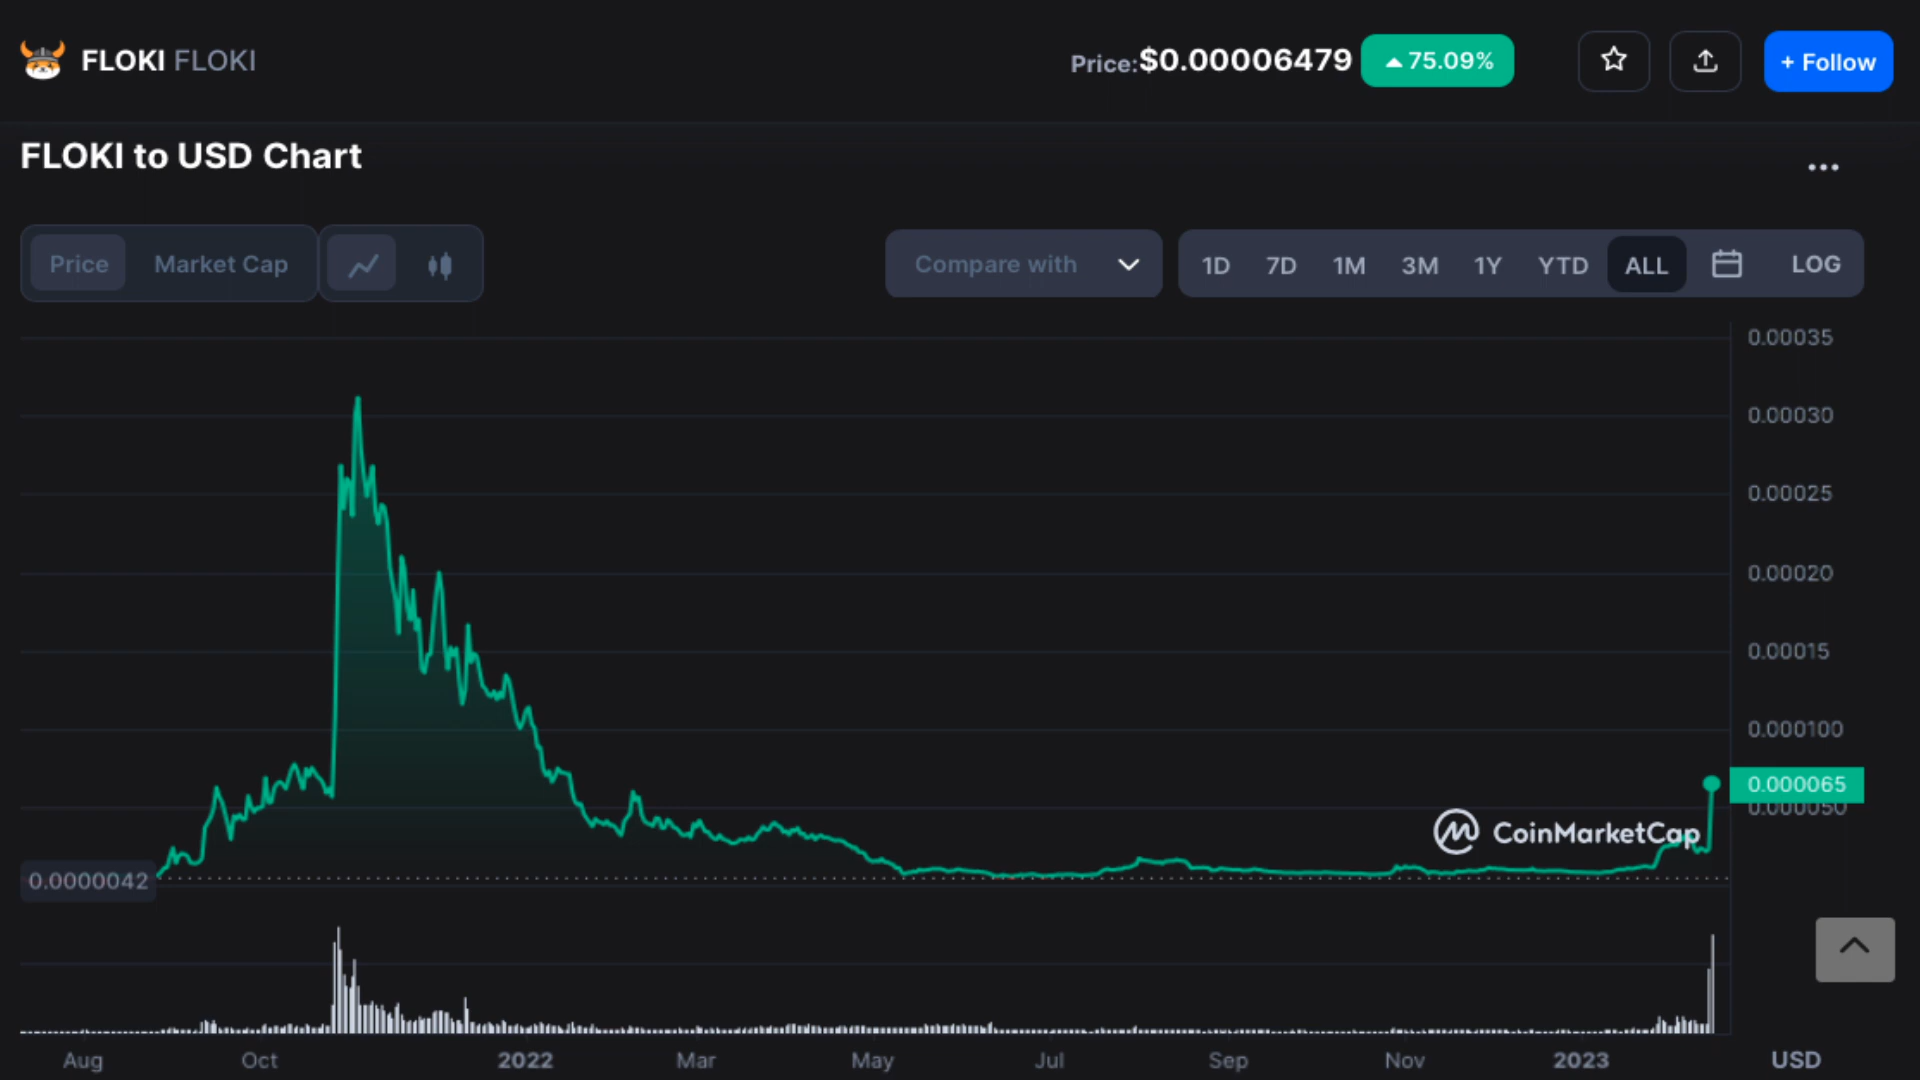 FLOKI FLOKI
Price:$0.00006479 75.09%
+ Follow
FLOKI to USD Chart
Price Market Cap
Compare with
1D 7D 1M 3M 1Y YTD ALL LOG
0.00035
0.00030
0.00025
0.00020
0.00015
0.000100
0.000065
0.000050
CoinMarketCap
0.0000042
Aug Oct 2022 Mar May Jul Sep Nov 2023 USD